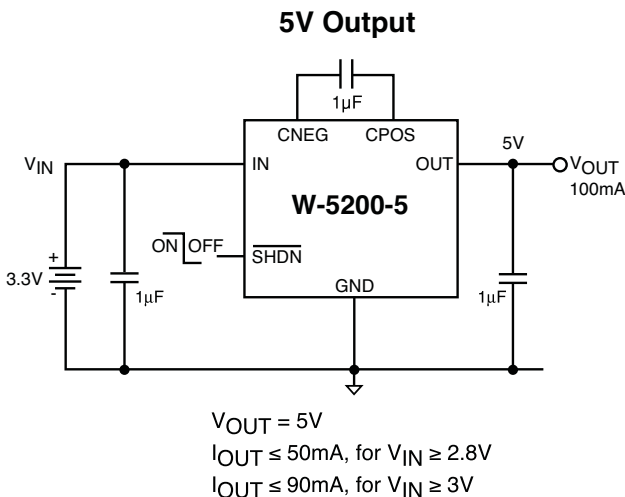 5V Output
1µF
CNEG CPOS
5V
VIN IN OUT VOUT
100mA
W-5200-5
ON OFF SHDN
+
3.3V
-
1µF
GND
1µF
VOUT = 5V
IOUT ≤ 50mA, for VIN ≥ 2.8V
IOUT ≤ 90mA, for VIN ≥ 3V